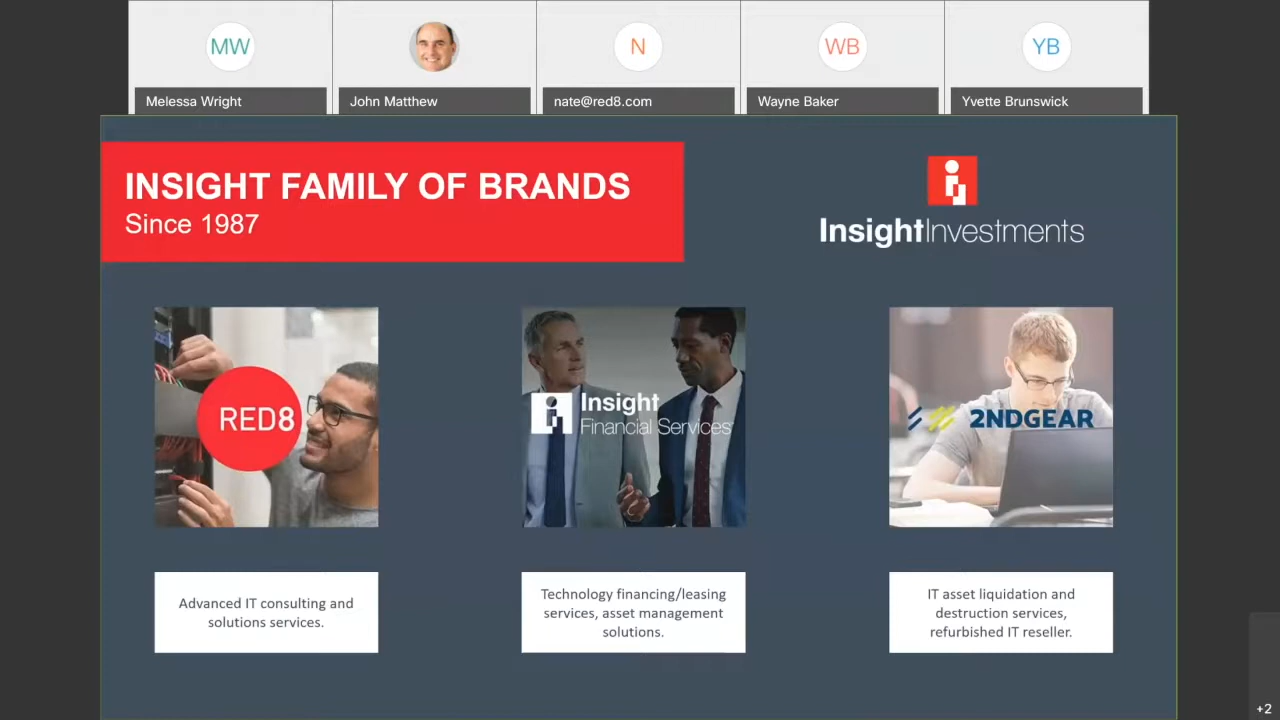 MW
N
WB
YB
Melessa Wright
John Matthew
nate@red8.com
Wayne Baker
Yvette Brunswick
INSIGHT FAMILY OF BRANDS
Since 1987
InsightInvestments
RED8
Insight
Financial Services
2NDGEAR
Advanced IT consulting and
solutions services.
Technology financing/leasing
services, asset management
solutions.
IT asset liquidation and
destruction services,
refurbished IT reseller.
+2